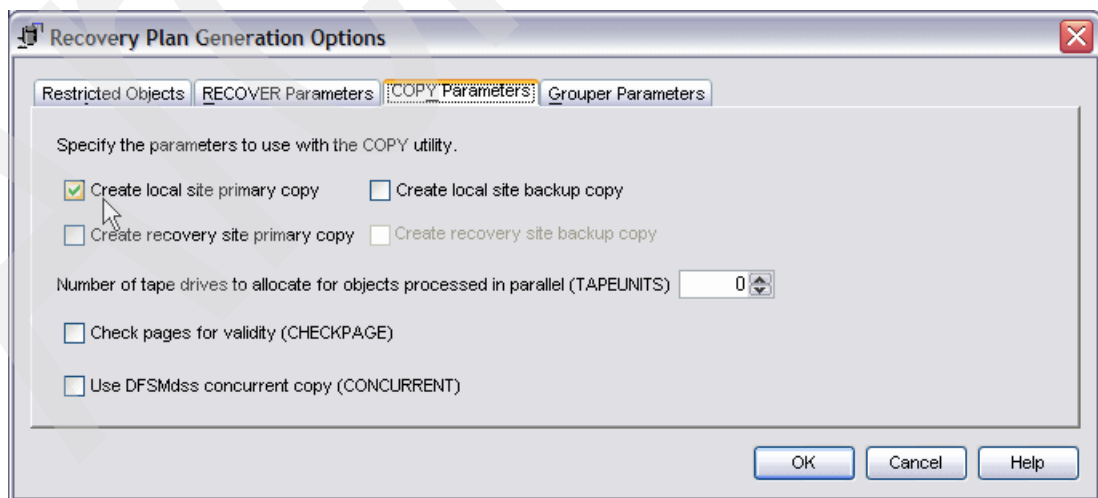 Recovery Plan Generation Options
Restricted Objects RECOVER Parameters COPY Parameters Grouper Parameters
Specify the parameters to use with the COPY utility.
Create local site primary copy Create local site backup copy
Create recovery site primary copy Create recovery site backup copy
Number of tape drives to allocate for objects processed in parallel (TAPEUNITS) 0
Check pages for validity (CHECKPAGE)
Use DFSMdss concurrent copy (CONCURRENT)
OK Cancel Help